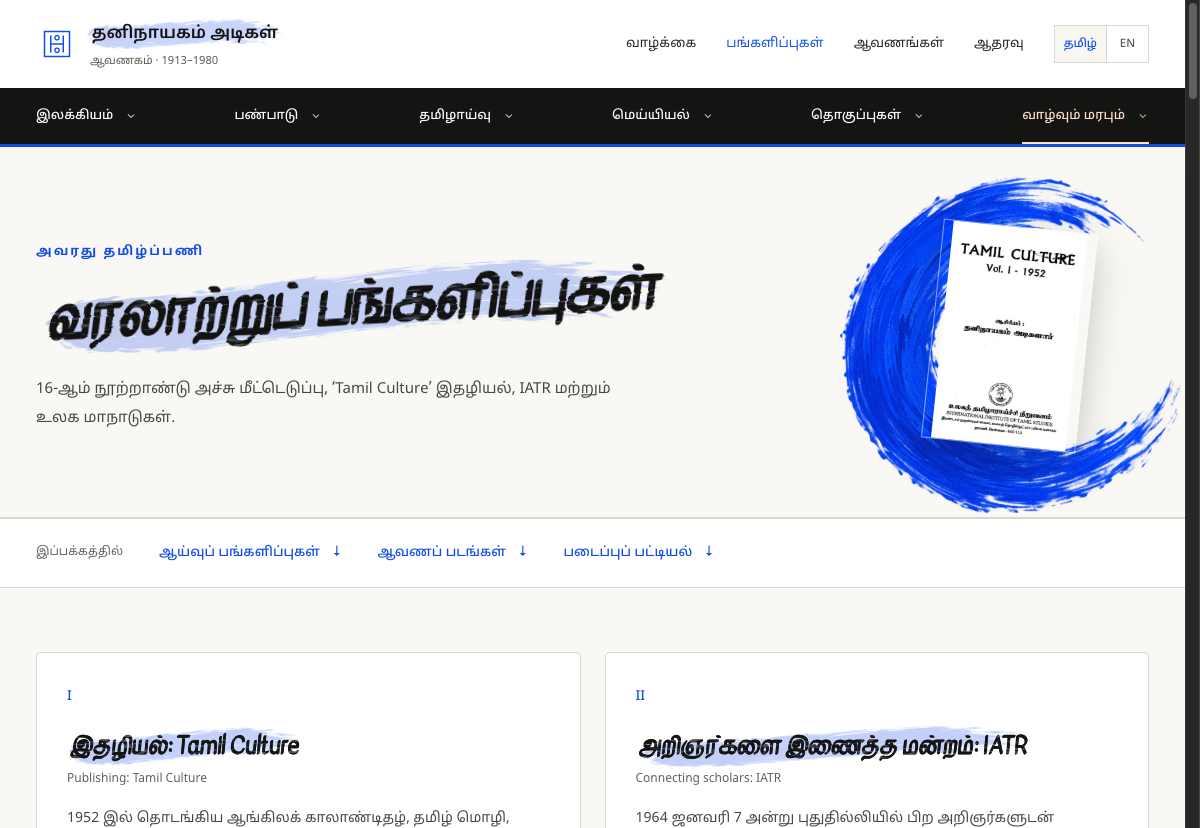 தனிநாயகம் அடிகள்
ஆவணகம் · 1913–1980
வாழ்க்கை பங்களிப்புகள் ஆவணங்கள் ஆதரவு தமிழ் EN
இலக்கியம் பண்பாடு தமிழாய்வு மெய்யியல் தொகுப்புகள் வாழ்வும் மரபும்
அவரது தமிழ்ப்பணி
வரலாற்றுப் பங்களிப்புகள்
16-ஆம் நூற்றாண்டு அச்சு மீட்டெடுப்பு, ‘Tamil Culture’ இதழியல், IATR மற்றும்
உலக மாநாடுகள்.
TAMIL CULTURE
Vol. I - 1952
ஆசிரியர் :
தனிநாயகம் அடிகளார்
உலகத் தமிழாராய்ச்சி நிறுவனம்
INTERNATIONAL INSTITUTE OF TAMIL STUDIES
இப்பக்கத்தில் ஆய்வுப் பங்களிப்புகள் ↓ ஆவணப் படங்கள் ↓ படைப்புப் பட்டியல் ↓
I
இதழியல்: Tamil Culture
Publishing: Tamil Culture
1952 இல் தொடங்கிய ஆங்கிலக் காலாண்டிதழ், தமிழ் மொழி,
II
அறிஞர்களை இணைத்த மன்றம்: IATR
Connecting scholars: IATR
1964 ஜனவரி 7 அன்று புதுதில்லியில் பிற அறிஞர்களுடன்